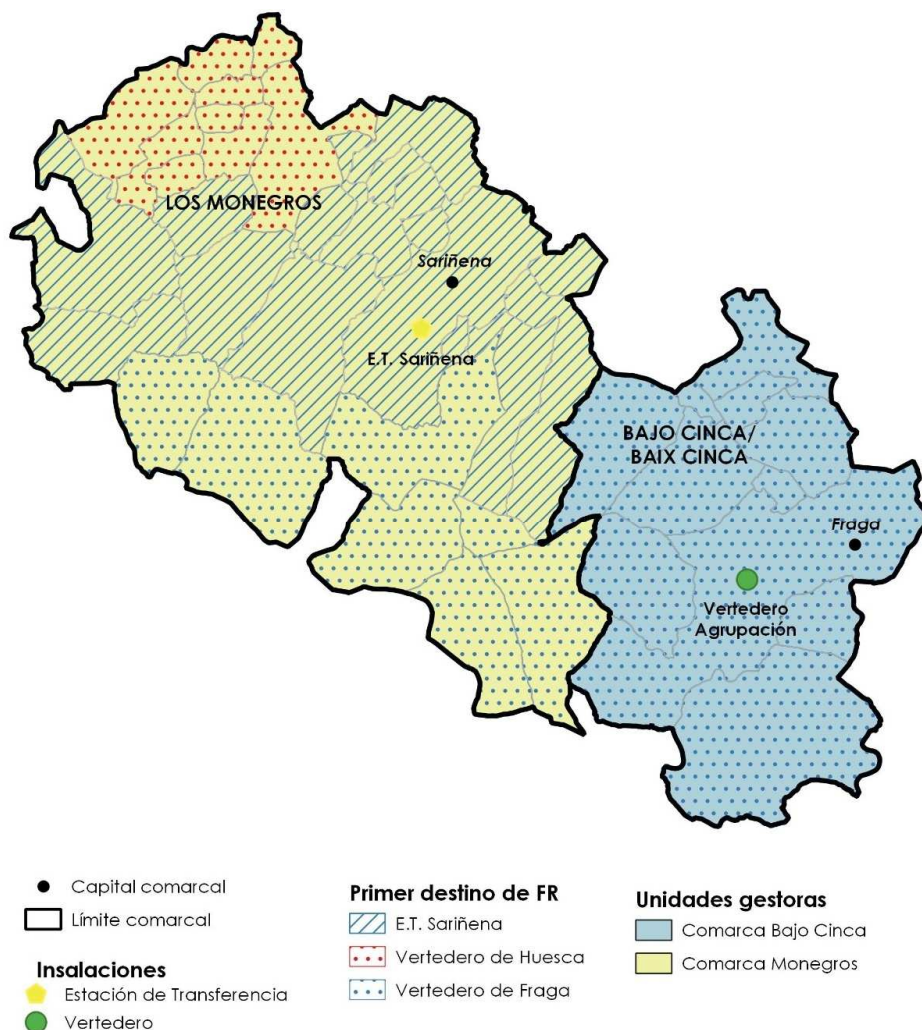 LOS MONEGROS
Sariñena
E.T. Sariñena
BAJO CINCA/
BAIX CINCA
Fraga
Vertedero
Agrupación
Capital comarcal
Límite comarcal
Insalaciones
Estación de Transferencia
Vertedero
Primer destino de FR
E.T. Sariñena
Vertedero de Huesca
Vertedero de Fraga
Unidades gestoras
Comarca Bajo Cinca
Comarca Monegros